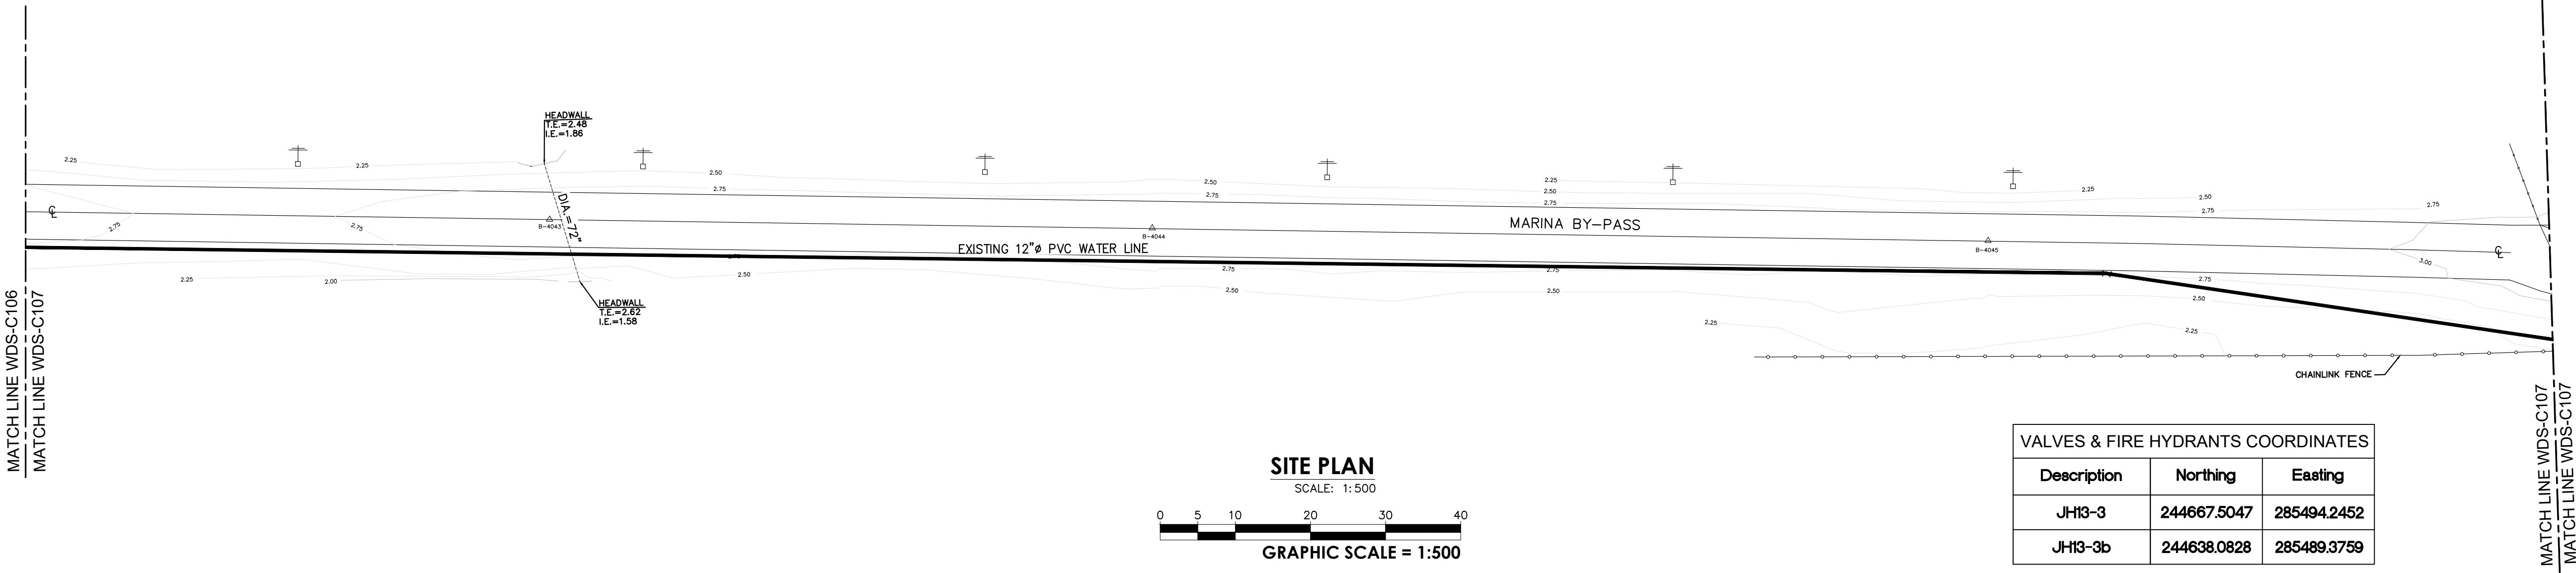 HEADWALL
T.E.=2.48
I.E.=1.86
2.25
2.25
2.50
2.75
2.50
2.75
2.25
2.50
2.75
2.25
2.50
2.75
2.75
DIA.=72"
℄
2.75
2.75
B-4043
B-4044
MARINA BY-PASS
B-4045
℄
3.00
EXISTING 12"ø PVC WATER LINE
2.75
2.25
2.00
2.50
2.75
2.50
2.75
2.50
2.75
2.50
HEADWALL
T.E.=2.62
I.E.=1.58
2.25
2.25
CHAINLINK FENCE
MATCH LINE WDS-C106
MATCH LINE WDS-C107
MATCH LINE WDS-C107
MATCH LINE WDS-C107
SITE PLAN
SCALE: 1:500
0 5 10 20 30 40
GRAPHIC SCALE = 1:500
VALVES & FIRE HYDRANTS COORDINATES
Description Northing Easting
JH13-3 244667.5047 285494.2452
JH13-3b 244638.0828 285489.3759